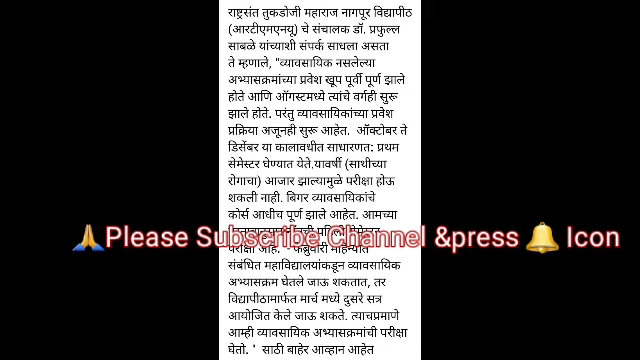 राष्ट्रसंत तुकडोजी महाराज नागपूर विद्यापीठ
(आरटीएमएनयू) चे संचालक डॉ. प्रफुल्ल
साबळे यांच्याशी संपर्क साधला असता
ते म्हणाले, "व्यावसायिक नसलेल्या
अभ्यासक्रमांच्या प्रवेश खूप पूर्वी पूर्ण झाले
होते आणि ऑगस्टमध्ये त्यांचे वर्गही सुरू
झाले होते. परंतु व्यावसायिकांच्या प्रवेश
प्रक्रिया अजूनही सुरू आहेत. ऑक्टोबर ते
डिसेंबर या कालावधीत साधारणत: प्रथम
सेमेस्टर घेण्यात येते.यावर्षी (साथीच्या
रोगाचा) आजार झाल्यामुळे परीक्षा होऊ
शकली नाही. बिगर व्यावसायिकांचे
कोर्स आधीच पूर्ण झाले आहेत. आमच्या
🙏Please Subscribe Channel &press 🔔 Icon
परीक्षा आहे. - फेब्रुवारी महिन्यात
संबंधित महाविद्यालयांकडून व्यावसायिक
अभ्यासक्रम घेतले जाऊ शकतात, तर
विद्यापीठामार्फत मार्च मध्ये दुसरे सत्र
आयोजित केले जाऊ शकते. त्याचप्रमाणे
आम्ही व्यावसायिक अभ्यासक्रमांची परीक्षा
घेतो. ' साठी बाहेर आव्हान आहेत